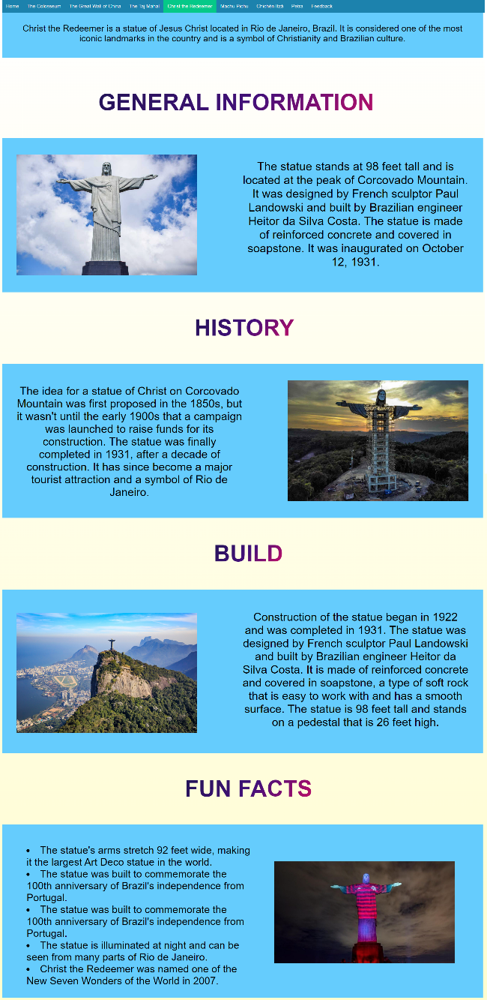 Home The Colosseum The Great Wall of China The Taj Mahal Christ the Redeemer Machu Pichu Chichén Itzá Petra Feedback
Christ the Redeemer is a statue of Jesus Christ located in Rio de Janeiro, Brazil. It is considered one of the most
iconic landmarks in the country and is a symbol of Christianity and Brazilian culture.
GENERAL INFORMATION
The statue stands at 98 feet tall and is
located at the peak of Corcovado Mountain.
It was designed by French sculptor Paul
Landowski and built by Brazilian engineer
Heitor da Silva Costa. The statue is made
of reinforced concrete and covered in
soapstone. It was inaugurated on October
12, 1931.
HISTORY
The idea for a statue of Christ on Corcovado
Mountain was first proposed in the 1850s, but
it wasn't until the early 1900s that a campaign
was launched to raise funds for its
construction. The statue was finally
completed in 1931, after a decade of
construction. It has since become a major
tourist attraction and a symbol of Rio de
Janeiro.
BUILD
Construction of the statue began in 1922
and was completed in 1931. The statue was
designed by French sculptor Paul Landowski
and built by Brazilian engineer Heitor da
Silva Costa. It is made of reinforced concrete
and covered in soapstone, a type of soft rock
that is easy to work with and has a smooth
surface. The statue is 98 feet tall and stands
on a pedestal that is 26 feet high.
FUN FACTS
• The statue's arms stretch 92 feet wide, making
it the largest Art Deco statue in the world.
• The statue was built to commemorate the
100th anniversary of Brazil's independence from
Portugal.
• The statue was built to commemorate the
100th anniversary of Brazil's independence from
Portugal.
• The statue is illuminated at night and can be
seen from many parts of Rio de Janeiro.
• Christ the Redeemer was named one of the
New Seven Wonders of the World in 2007.